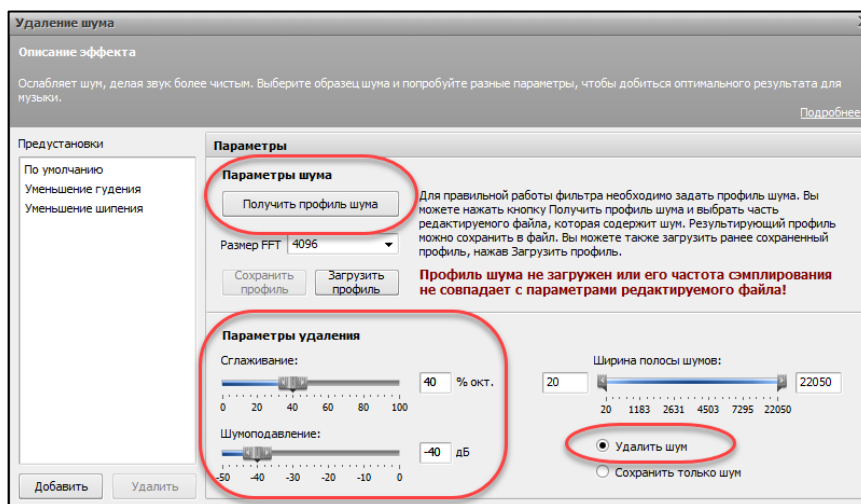 Удаление шума
Описание эффекта
Ослабляет шум, делая звук более чистым. Выберите образец шума и попробуйте разные параметры, чтобы добиться оптимального результата для
музыки.
Подробнее
Предустановки
По умолчанию
Уменьшение гудения
Уменьшение шипения
Добавить
Удалить
Параметры
Параметры шума
Получить профиль шума
Размер FFT 4096
Сохранить
профиль
Загрузить
профиль
Для правильной работы фильтра необходимо задать профиль шума. Вы
можете нажать кнопку Получить профиль шума и выбрать часть
редактируемого файла, которая содержит шум. Результирующий профиль
можно сохранить в файл. Вы можете также загрузить ранее сохраненный
профиль, нажав Загрузить профиль.
Профиль шума не загружен или его частота сэмплирования
не совпадает с параметрами редактируемого файла!
Параметры удаления
Сглаживание:
40 % окт.
0 20 40 60 80 100
Шумоподавление:
-40 дБ
-50 -40 -30 -20 -10 0
Ширина полосы шумов:
20 22050
20 1183 2631 4503 7295 22050
Удалить шум
Сохранить только шум